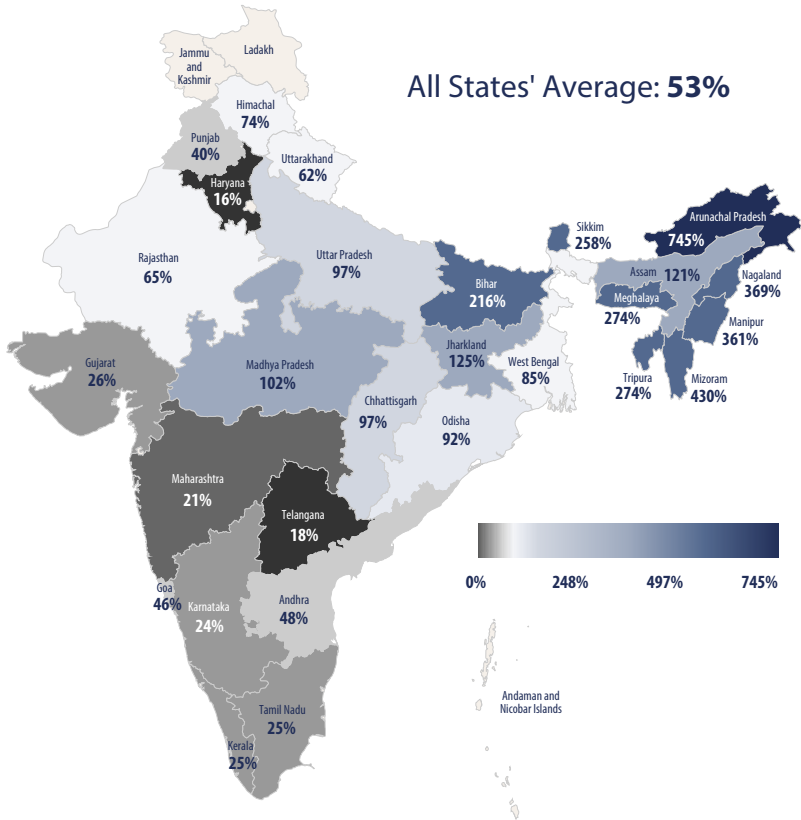 Ladakh
Jammu
and
Kashmir
All States' Average: 53%
Himachal
74%
Punjab
40%
Uttarakhand
62%
Haryana
16%
Arunachal Pradesh
745%
Sikkim
258%
Rajasthan
65%
Uttar Pradesh
97%
Assam 121%
Nagaland
369%
Bihar
216%
Meghalaya
274%
Manipur
361%
Jharkland
125%
Gujarat
26%
Madhya Pradesh
102%
West Bengal
85%
Tripura
274%
Mizoram
430%
Chhattisgarh
97%
Odisha
92%
Maharashtra
21%
Telangana
18%
0% 248% 497% 745%
Goa
46%
Karnataka
24%
Andhra
48%
Andaman and
Nicobar Islands
Tamil Nadu
25%
Kerala
25%